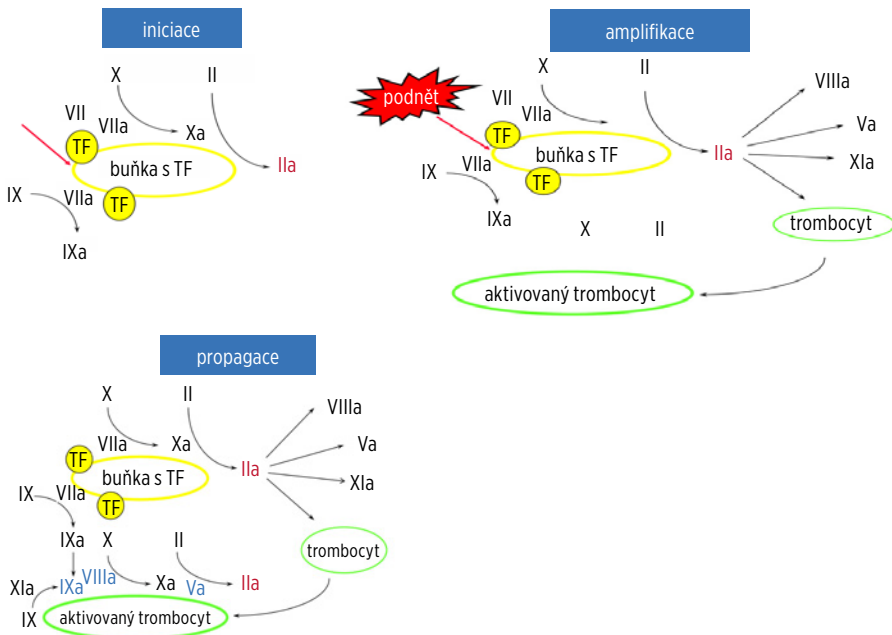 iniciace
X
II
VII
VIIa
Xa
TF
buňka s TF
IIa
IX
VIIa
TF
IXa
amplifikace
X
II
VIIIa
podnět
VII
VIIa
Va
TF
buňka s TF
IIa
XIa
IX
VIIa
TF
IXa
X
II
trombocyt
aktivovaný trombocyt
propagace
X
II
VIIIa
VIIa
Xa
Va
TF
buňka s TF
IIa
XIa
IX
VIIa
TF
IXa
X
II
trombocyt
XIa
IXa
VIIIa
Xa
Va
IIa
IX
aktivovaný trombocyt